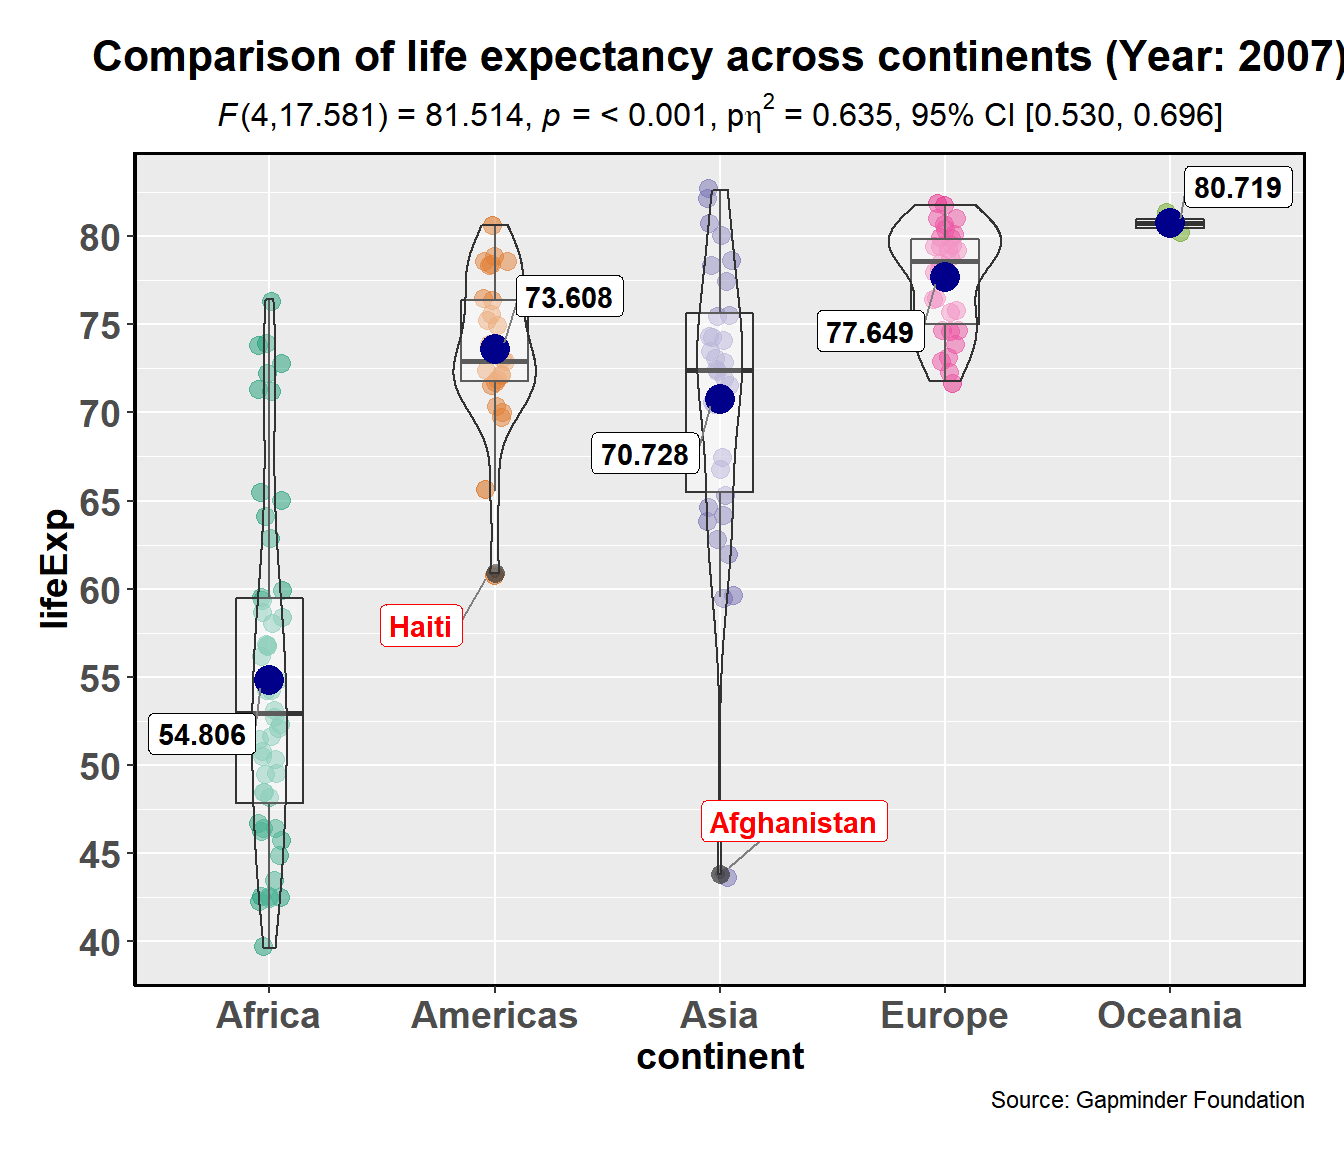 Comparison of life expectancy across continents (Year: 2007)
F(4,17.581) = 81.514, p = < 0.001, pη² = 0.635, 95% CI [0.530, 0.696]
lifeExp
80
75
70
65
60
55
50
45
40
80.719
73.608
77.649
70.728
Haiti
54.806
Afghanistan
Africa Americas Asia Europe Oceania
continent
Source: Gapminder Foundation